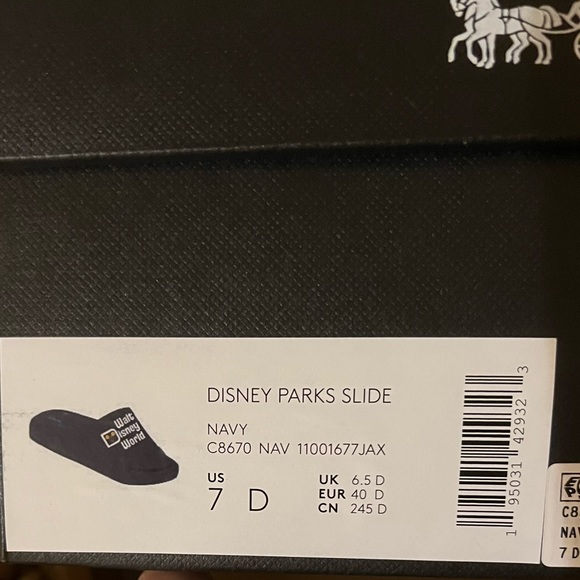 DISNEY PARKS SLIDE
NAVY
C8670 NAV 11001677JAX
US
7 D
UK 6.5 D
EUR 40 D
CN 245 D
Walt
Disney
World
1 95031 42932 3
C8
NAV
7 D